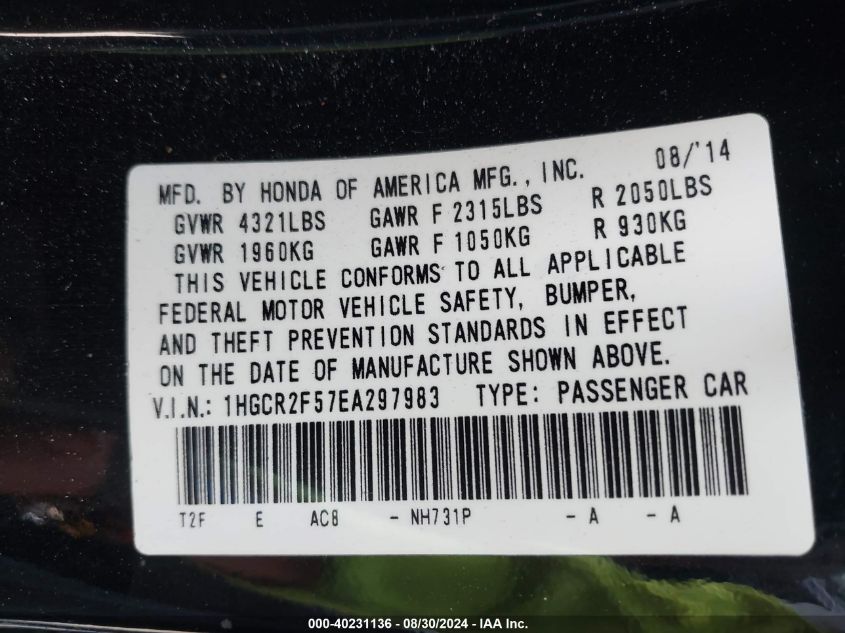 08/'14
MFD. BY HONDA OF AMERICA MFG., INC.
GVWR 4321LBS GAWR F 2315LBS R 2050LBS
GVWR 1960KG GAWR F 1050KG R 930KG
THIS VEHICLE CONFORMS TO ALL APPLICABLE
FEDERAL MOTOR VEHICLE SAFETY, BUMPER,
AND THEFT PREVENTION STANDARDS IN EFFECT
ON THE DATE OF MANUFACTURE SHOWN ABOVE.
V.I.N.: 1HGCR2F57EA297983 TYPE: PASSENGER CAR
T2F E AC8 - NH731P - A - A
000-40231136 - 08/30/2024 - IAA Inc.